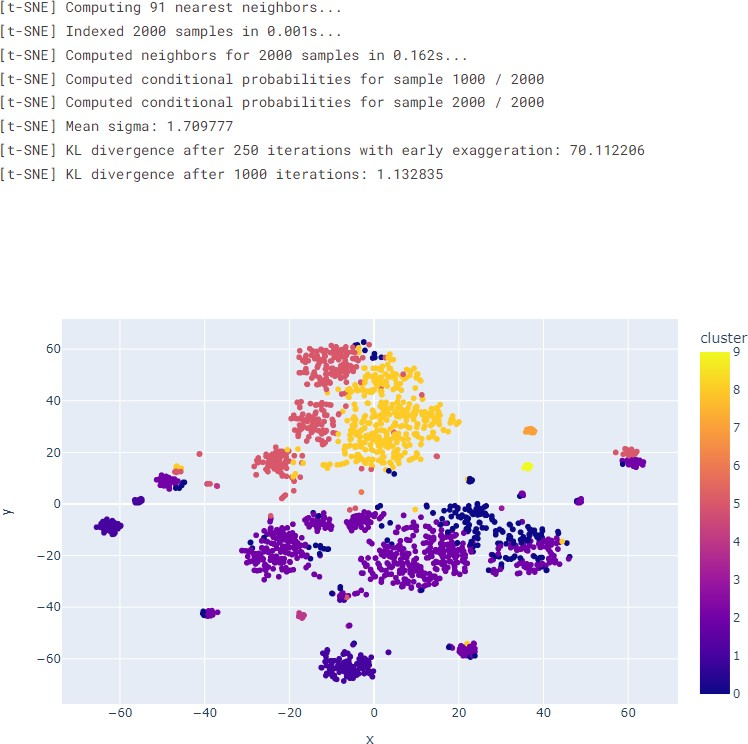 [t-SNE] Computing 91 nearest neighbors...
[t-SNE] Indexed 2000 samples in 0.001s...
[t-SNE] Computed neighbors for 2000 samples in 0.162s...
[t-SNE] Computed conditional probabilities for sample 1000 / 2000
[t-SNE] Computed conditional probabilities for sample 2000 / 2000
[t-SNE] Mean sigma: 1.709777
[t-SNE] KL divergence after 250 iterations with early exaggeration: 70.112206
[t-SNE] KL divergence after 1000 iterations: 1.132835
60
40
20
0
−20
−40
−60
y
−60 −40 −20 0 20 40 60
x
cluster
9
8
7
6
5
4
3
2
1
0